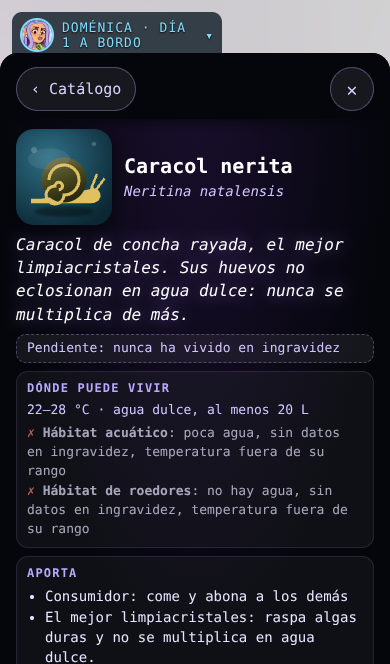 DOMÉNICA · DÍA
1 A BORDO ▾
‹ Catálogo
×
Caracol nerita
Neritina natalensis
Caracol de concha rayada, el mejor
limpiacristales. Sus huevos no
eclosionan en agua dulce: nunca se
multiplica de más.
Pendiente: nunca ha vivido en ingravidez
DÓNDE PUEDE VIVIR
22–28 °C · agua dulce, al menos 20 L
✗ Hábitat acuático: poca agua, sin datos
en ingravidez, temperatura fuera de su
rango
✗ Hábitat de roedores: no hay agua, sin
datos en ingravidez, temperatura fuera de
su rango
APORTA
• Consumidor: come y abona a los demás
• El mejor limpiacristales: raspa algas
duras y no se multiplica en agua
dulce.